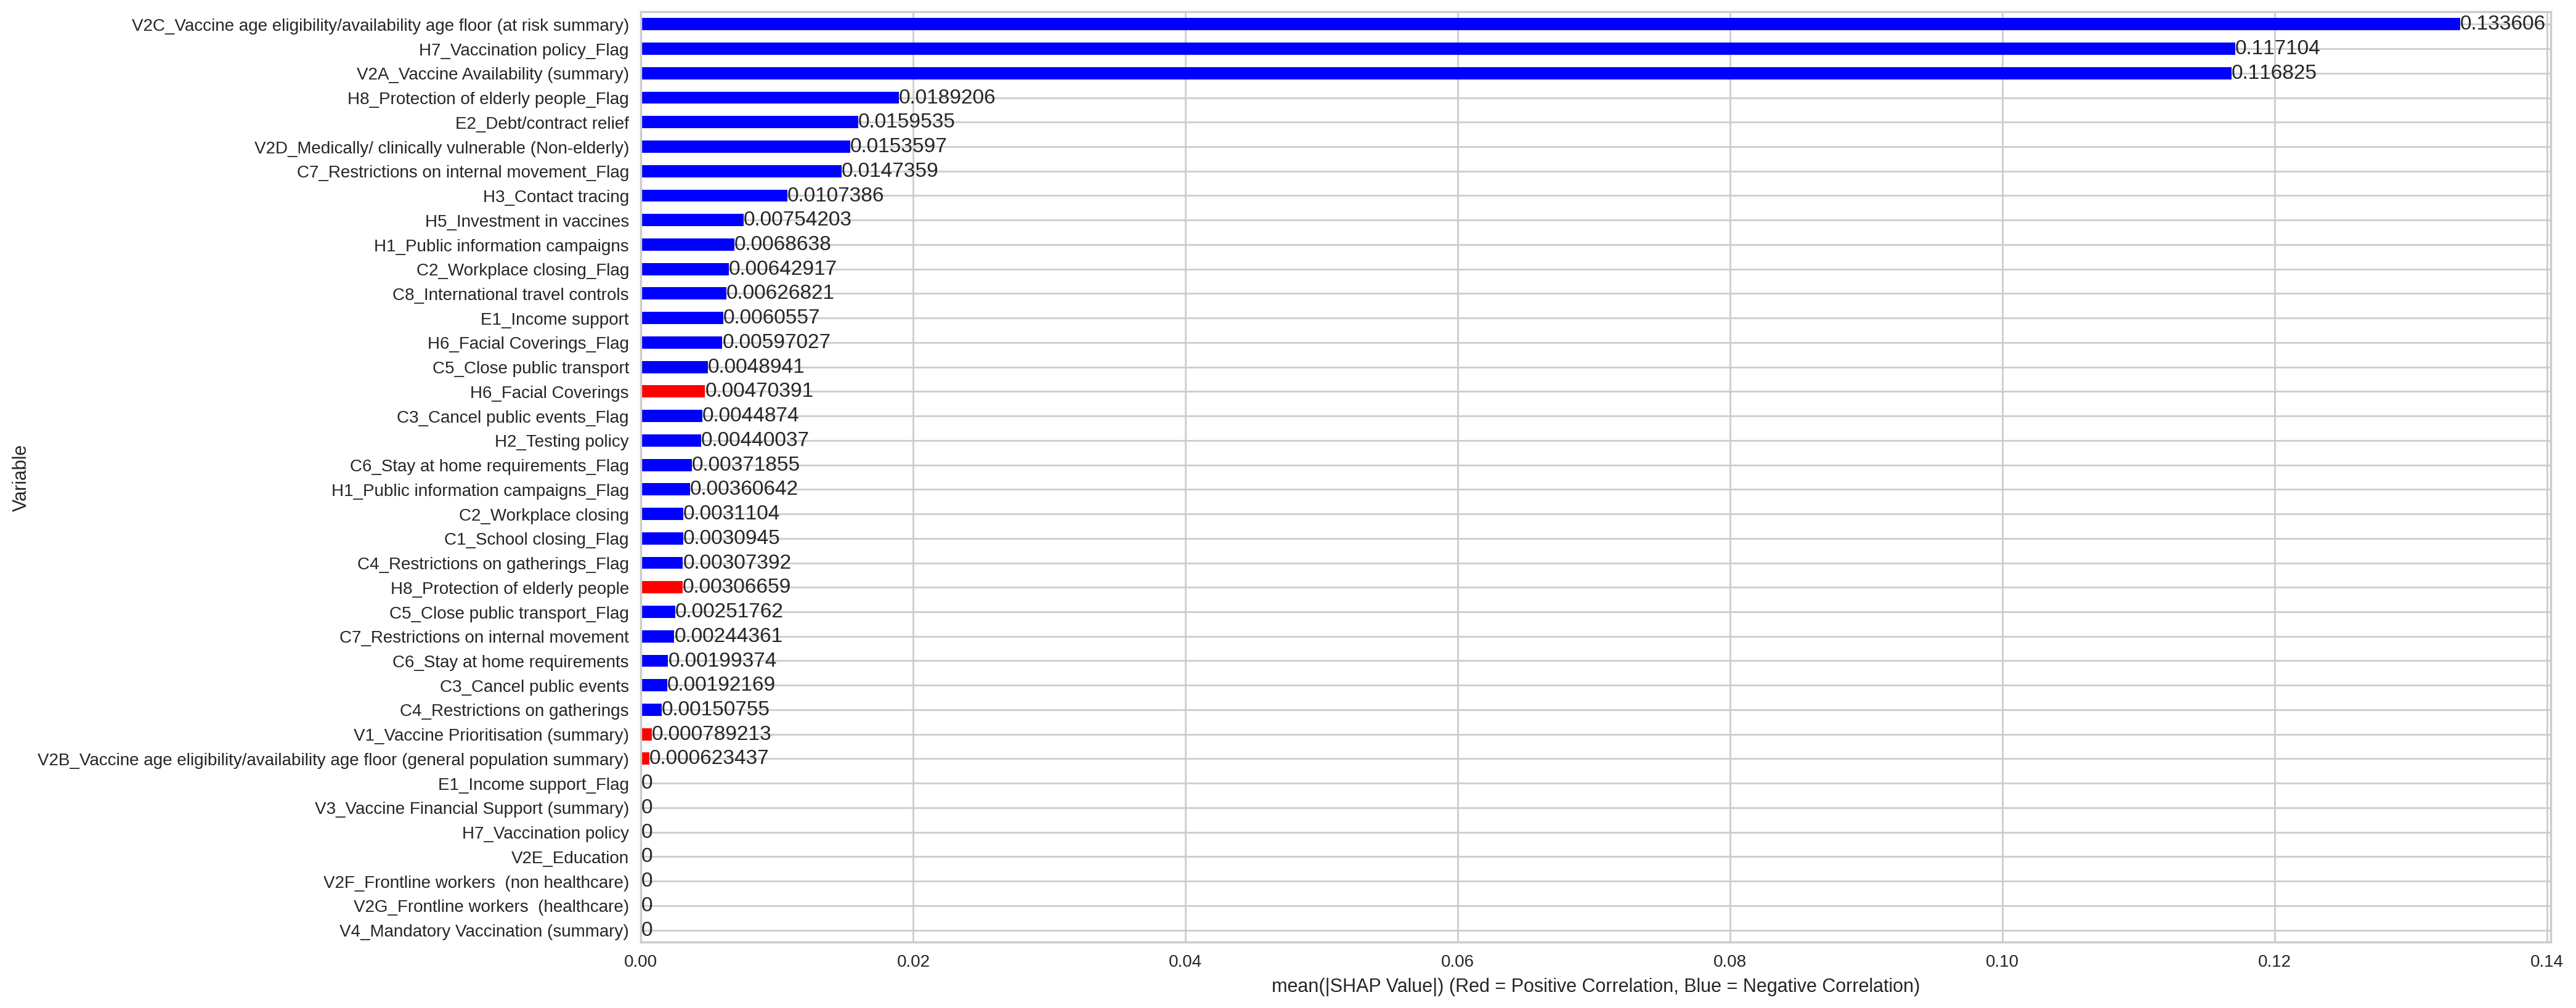 V2C_Vaccine age eligibility/availability age floor (at risk summary) 0.133606
H7_Vaccination policy_Flag 0.117104
V2A_Vaccine Availability (summary) 0.116825
H8_Protection of elderly people_Flag 0.0189206
E2_Debt/contract relief 0.0159535
V2D_Medically/ clinically vulnerable (Non-elderly) 0.0153597
C7_Restrictions on internal movement_Flag 0.0147359
H3_Contact tracing 0.0107386
H5_Investment in vaccines 0.00754203
H1_Public information campaigns 0.0068638
C2_Workplace closing_Flag 0.00642917
C8_International travel controls 0.00626821
E1_Income support 0.0060557
H6_Facial Coverings_Flag 0.00597027
C5_Close public transport 0.0048941
H6_Facial Coverings 0.00470391
C3_Cancel public events_Flag 0.0044874
H2_Testing policy 0.00440037
C6_Stay at home requirements_Flag 0.00371855
H1_Public information campaigns_Flag 0.00360642
C2_Workplace closing 0.0031104
C1_School closing_Flag 0.0030945
C4_Restrictions on gatherings_Flag 0.00307392
H8_Protection of elderly people 0.00306659
C5_Close public transport_Flag 0.00251762
C7_Restrictions on internal movement 0.00244361
C6_Stay at home requirements 0.00199374
C3_Cancel public events 0.00192169
C4_Restrictions on gatherings 0.00150755
V1_Vaccine Prioritisation (summary) 0.000789213
V2B_Vaccine age eligibility/availability age floor (general population summary) 0.000623437
E1_Income support_Flag 0
V3_Vaccine Financial Support (summary) 0
H7_Vaccination policy 0
V2E_Education 0
V2F_Frontline workers  (non healthcare) 0
V2G_Frontline workers  (healthcare) 0
V4_Mandatory Vaccination (summary) 0
Variable
0.00 0.02 0.04 0.06 0.08 0.10 0.12 0.14
mean(|SHAP Value|) (Red = Positive Correlation, Blue = Negative Correlation)